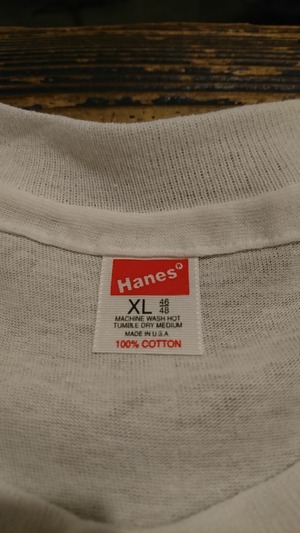 Hanes®
XL 46 48
MACHINE WASH HOT
TUMBLE DRY MEDIUM
MADE IN U.S.A
100% COTTON